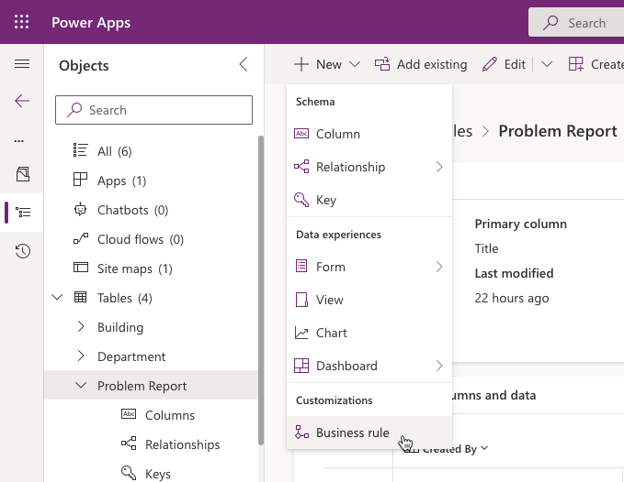 Power Apps
Search
Objects
New
Add existing
Edit
Create
Search
All (6)
Apps (1)
Chatbots (0)
Cloud flows (0)
Site maps (1)
Tables (4)
Building
Department
Problem Report
Abc Columns
Relationships
Keys
Schema
Abc Column
Relationship
Key
Data experiences
Form
View
Chart
Dashboard
Customizations
Business rule
les > Problem Report
Primary column
Title
Last modified
22 hours ago
umns and data
Created By